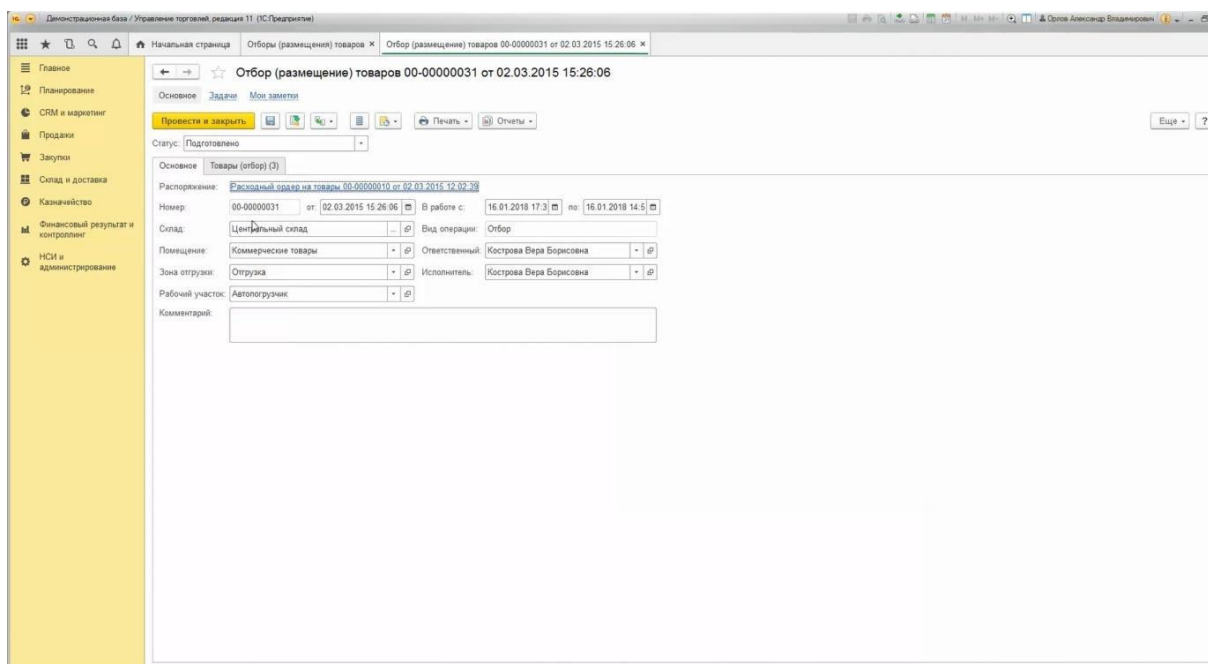 Демонстрационная база / Управление торговлей, редакция 11 (1С:Предприятие)
M M+ M- Орлов Александр Владимирович
Начальная страница Отборы (размещения) товаров × Отбор (размещение) товаров 00-00000031 от 02.03.2015 15:26:06 ×
Главное
Планирование
CRM и маркетинг
Продажи
Закупки
Склад и доставка
Казначейство
Финансовый результат и
контроллинг
НСИ и
администрирование
Отбор (размещение) товаров 00-00000031 от 02.03.2015 15:26:06
Основное Задачи Мои заметки
Провести и закрыть Печать Отчеты Еще ?
Статус: Подготовлено
Основное Товары (отбор) (3)
Распоряжение: Расходный ордер на товары 00-00000010 от 02.03.2015 12:02:39
Номер: 00-00000031 от: 02.03.2015 15:26:06 В работе с: 16.01.2018 17:3 по: 16.01.2018 14:5
Склад: Центральный склад ... Вид операции: Отбор
Помещение: Коммерческие товары Ответственный: Кострова Вера Борисовна
Зона отгрузки: Отгрузка Исполнитель: Кострова Вера Борисовна
Рабочий участок: Автопогрузчик
Комментарий: